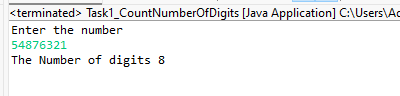 <terminated> Task1_CountNumberOfDigits [Java Application] C:\Users\Ac
Enter the number
54876321
The Number of digits 8